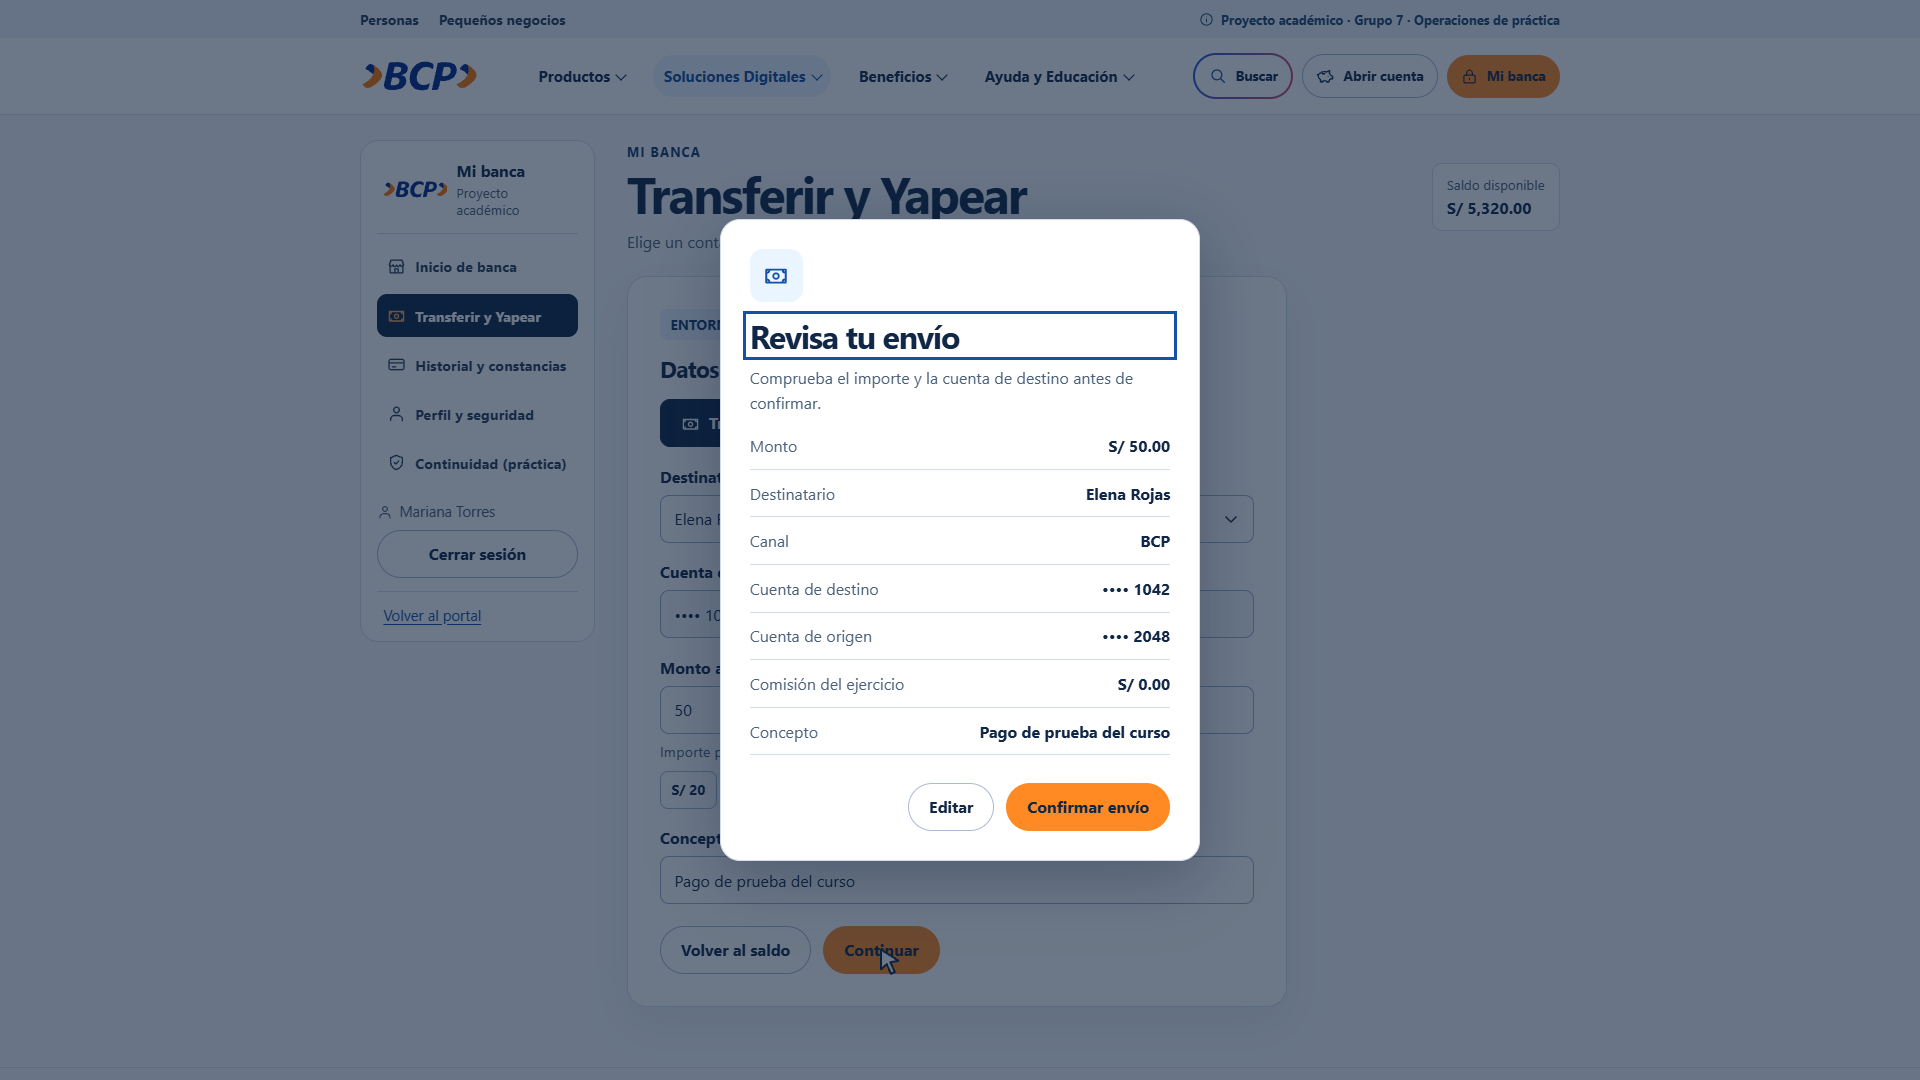 Personas
Pequeños negocios
Proyecto académico · Grupo 7 · Operaciones de práctica
BCP
Productos
Soluciones Digitales
Beneficios
Ayuda y Educación
Buscar
Abrir cuenta
Mi banca
BCP
Mi banca
Proyecto
académico
Inicio de banca
Transferir y Yapear
Historial y constancias
Perfil y seguridad
Continuidad (práctica)
Mariana Torres
Cerrar sesión
Volver al portal
MI BANCA
Transferir y Yapear
Elige un
Saldo disponible
S/ 5,320.00
Datos
Elena
Cuenta
•••• 10
Monto
50
Importe
S/ 20
Pago de prueba del curso
Volver al saldo
Continuar
Revisa tu envío
Comprueba el importe y la cuenta de destino antes de
confirmar.
Monto S/ 50.00
Destinatario Elena Rojas
Canal BCP
Cuenta de destino •••• 1042
Cuenta de origen •••• 2048
Comisión del ejercicio S/ 0.00
Concepto Pago de prueba del curso
Editar
Confirmar envío